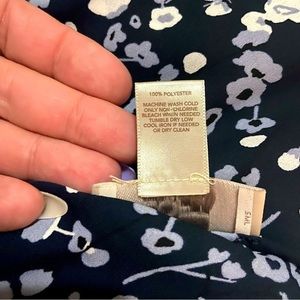 100% POLYESTER
MACHINE WASH COLD
ONLY NON-CHLORINE
BLEACH WHEN NEEDED
TUMBLE DRY LOW
COOL IRON IF NEEDED
OR DRY CLEAN